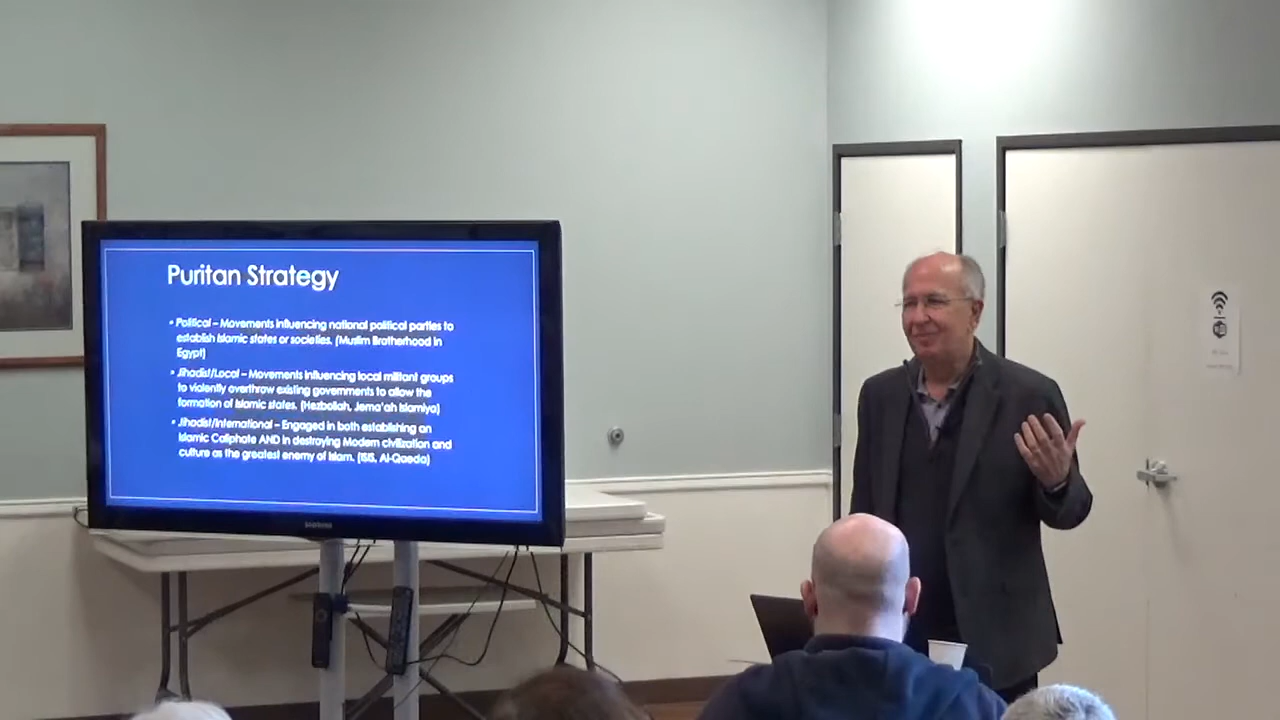 Puritan Strategy
• Political – Movements influencing national political parties to
establish Islamic states or societies. (Muslim Brotherhood in
Egypt)
• Jihadist/Local – Movements influencing local militant groups
to violently overthrow existing governments to allow the
formation of Islamic states. (Hezbollah, Jema'ah Islamiya)
• Jihadist/International – Engaged in both establishing an
Islamic Caliphate AND in destroying Modern civilization and
culture as the greatest enemy of Islam. (ISIS, Al-Qaeda)
SAMSUNG